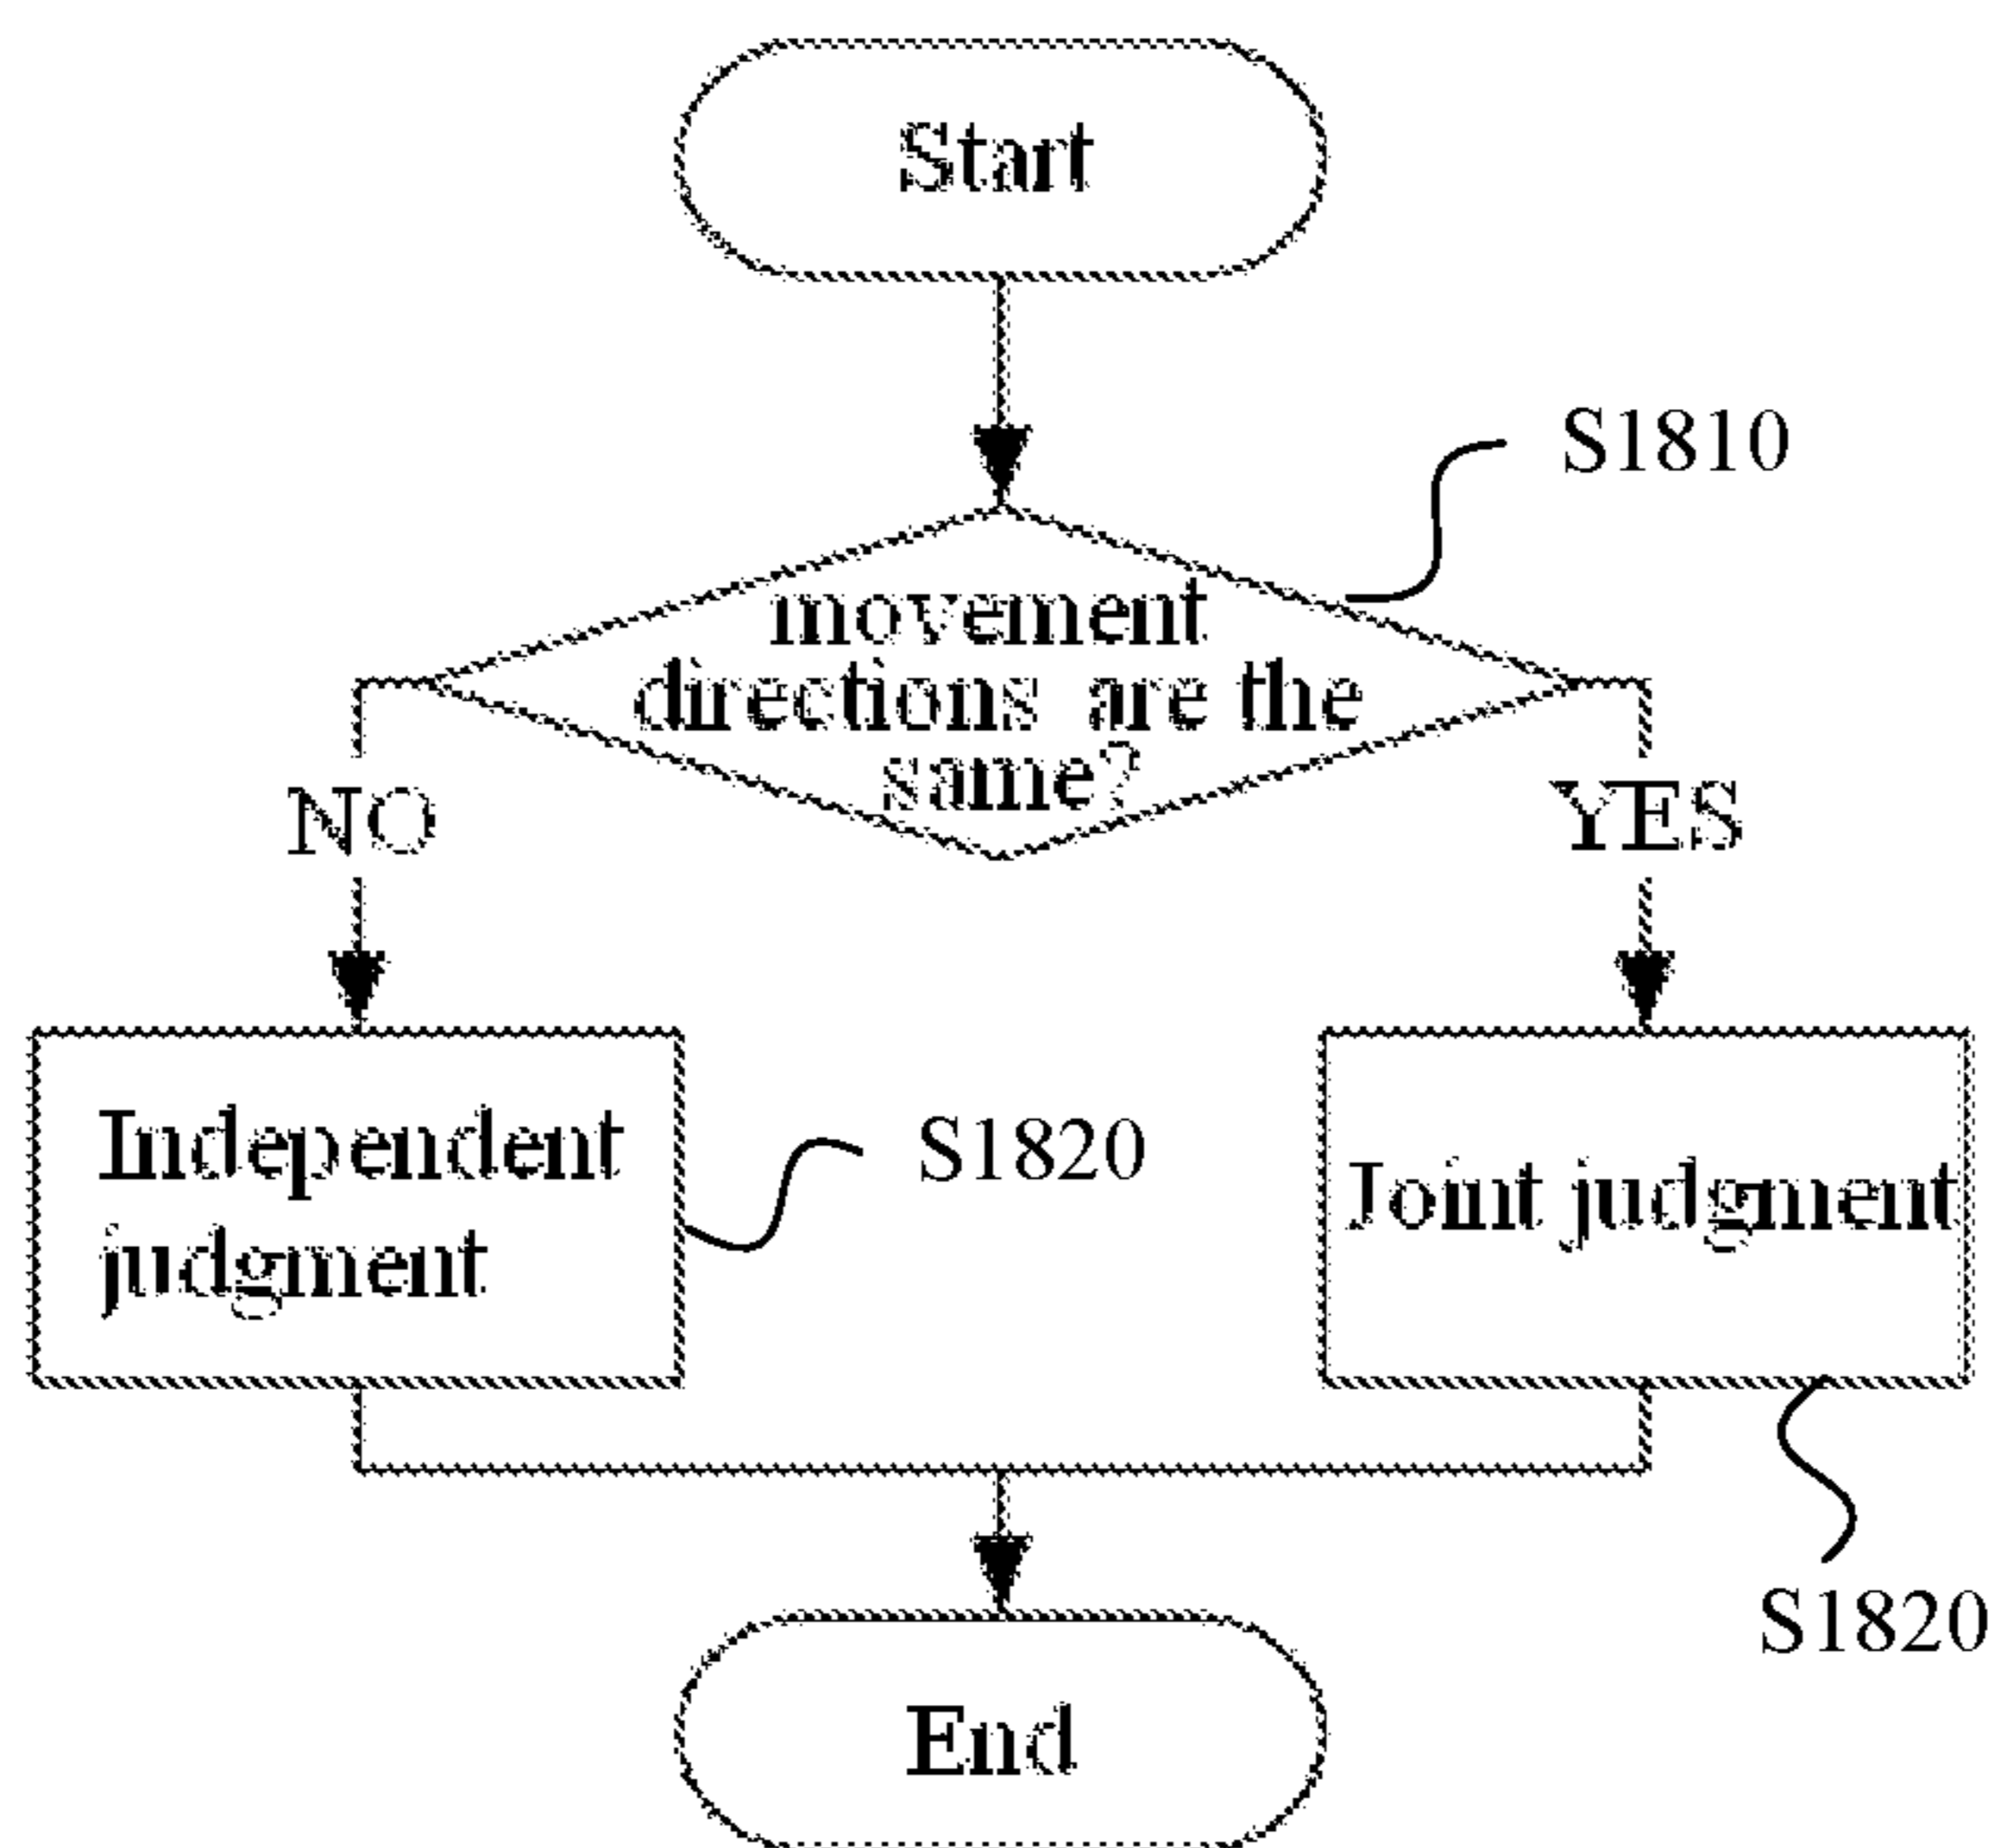 Start
S1810
movement
directions are the
same?
NO
YES
Independent
judgment
S1820
Joint judgment
S1820
End